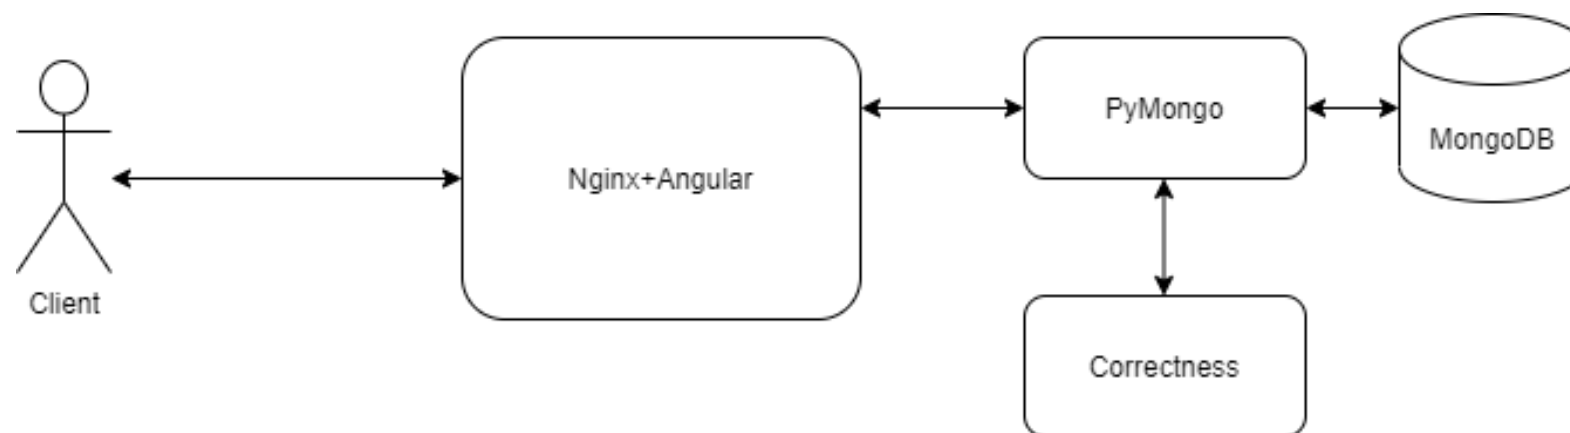 Client
Nginx+Angular
PyMongo
MongoDB
Correctness